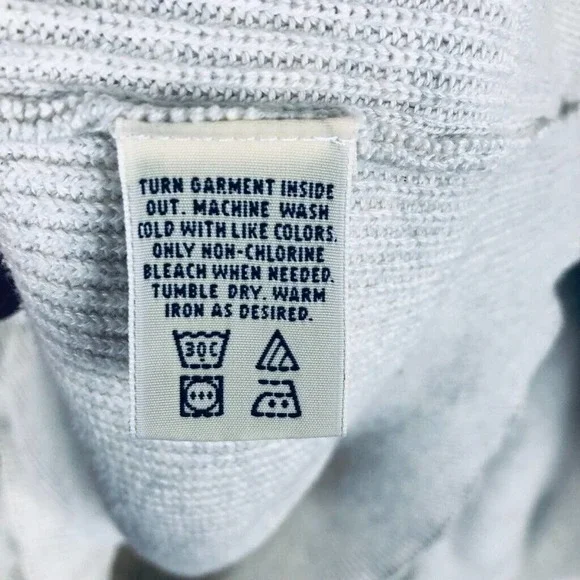 TURN GARMENT INSIDE
OUT. MACHINE WASH
COLD WITH LIKE COLORS.
ONLY NON-CHLORINE
BLEACH WHEN NEEDED.
TUMBLE DRY. WARM
IRON AS DESIRED.
30C